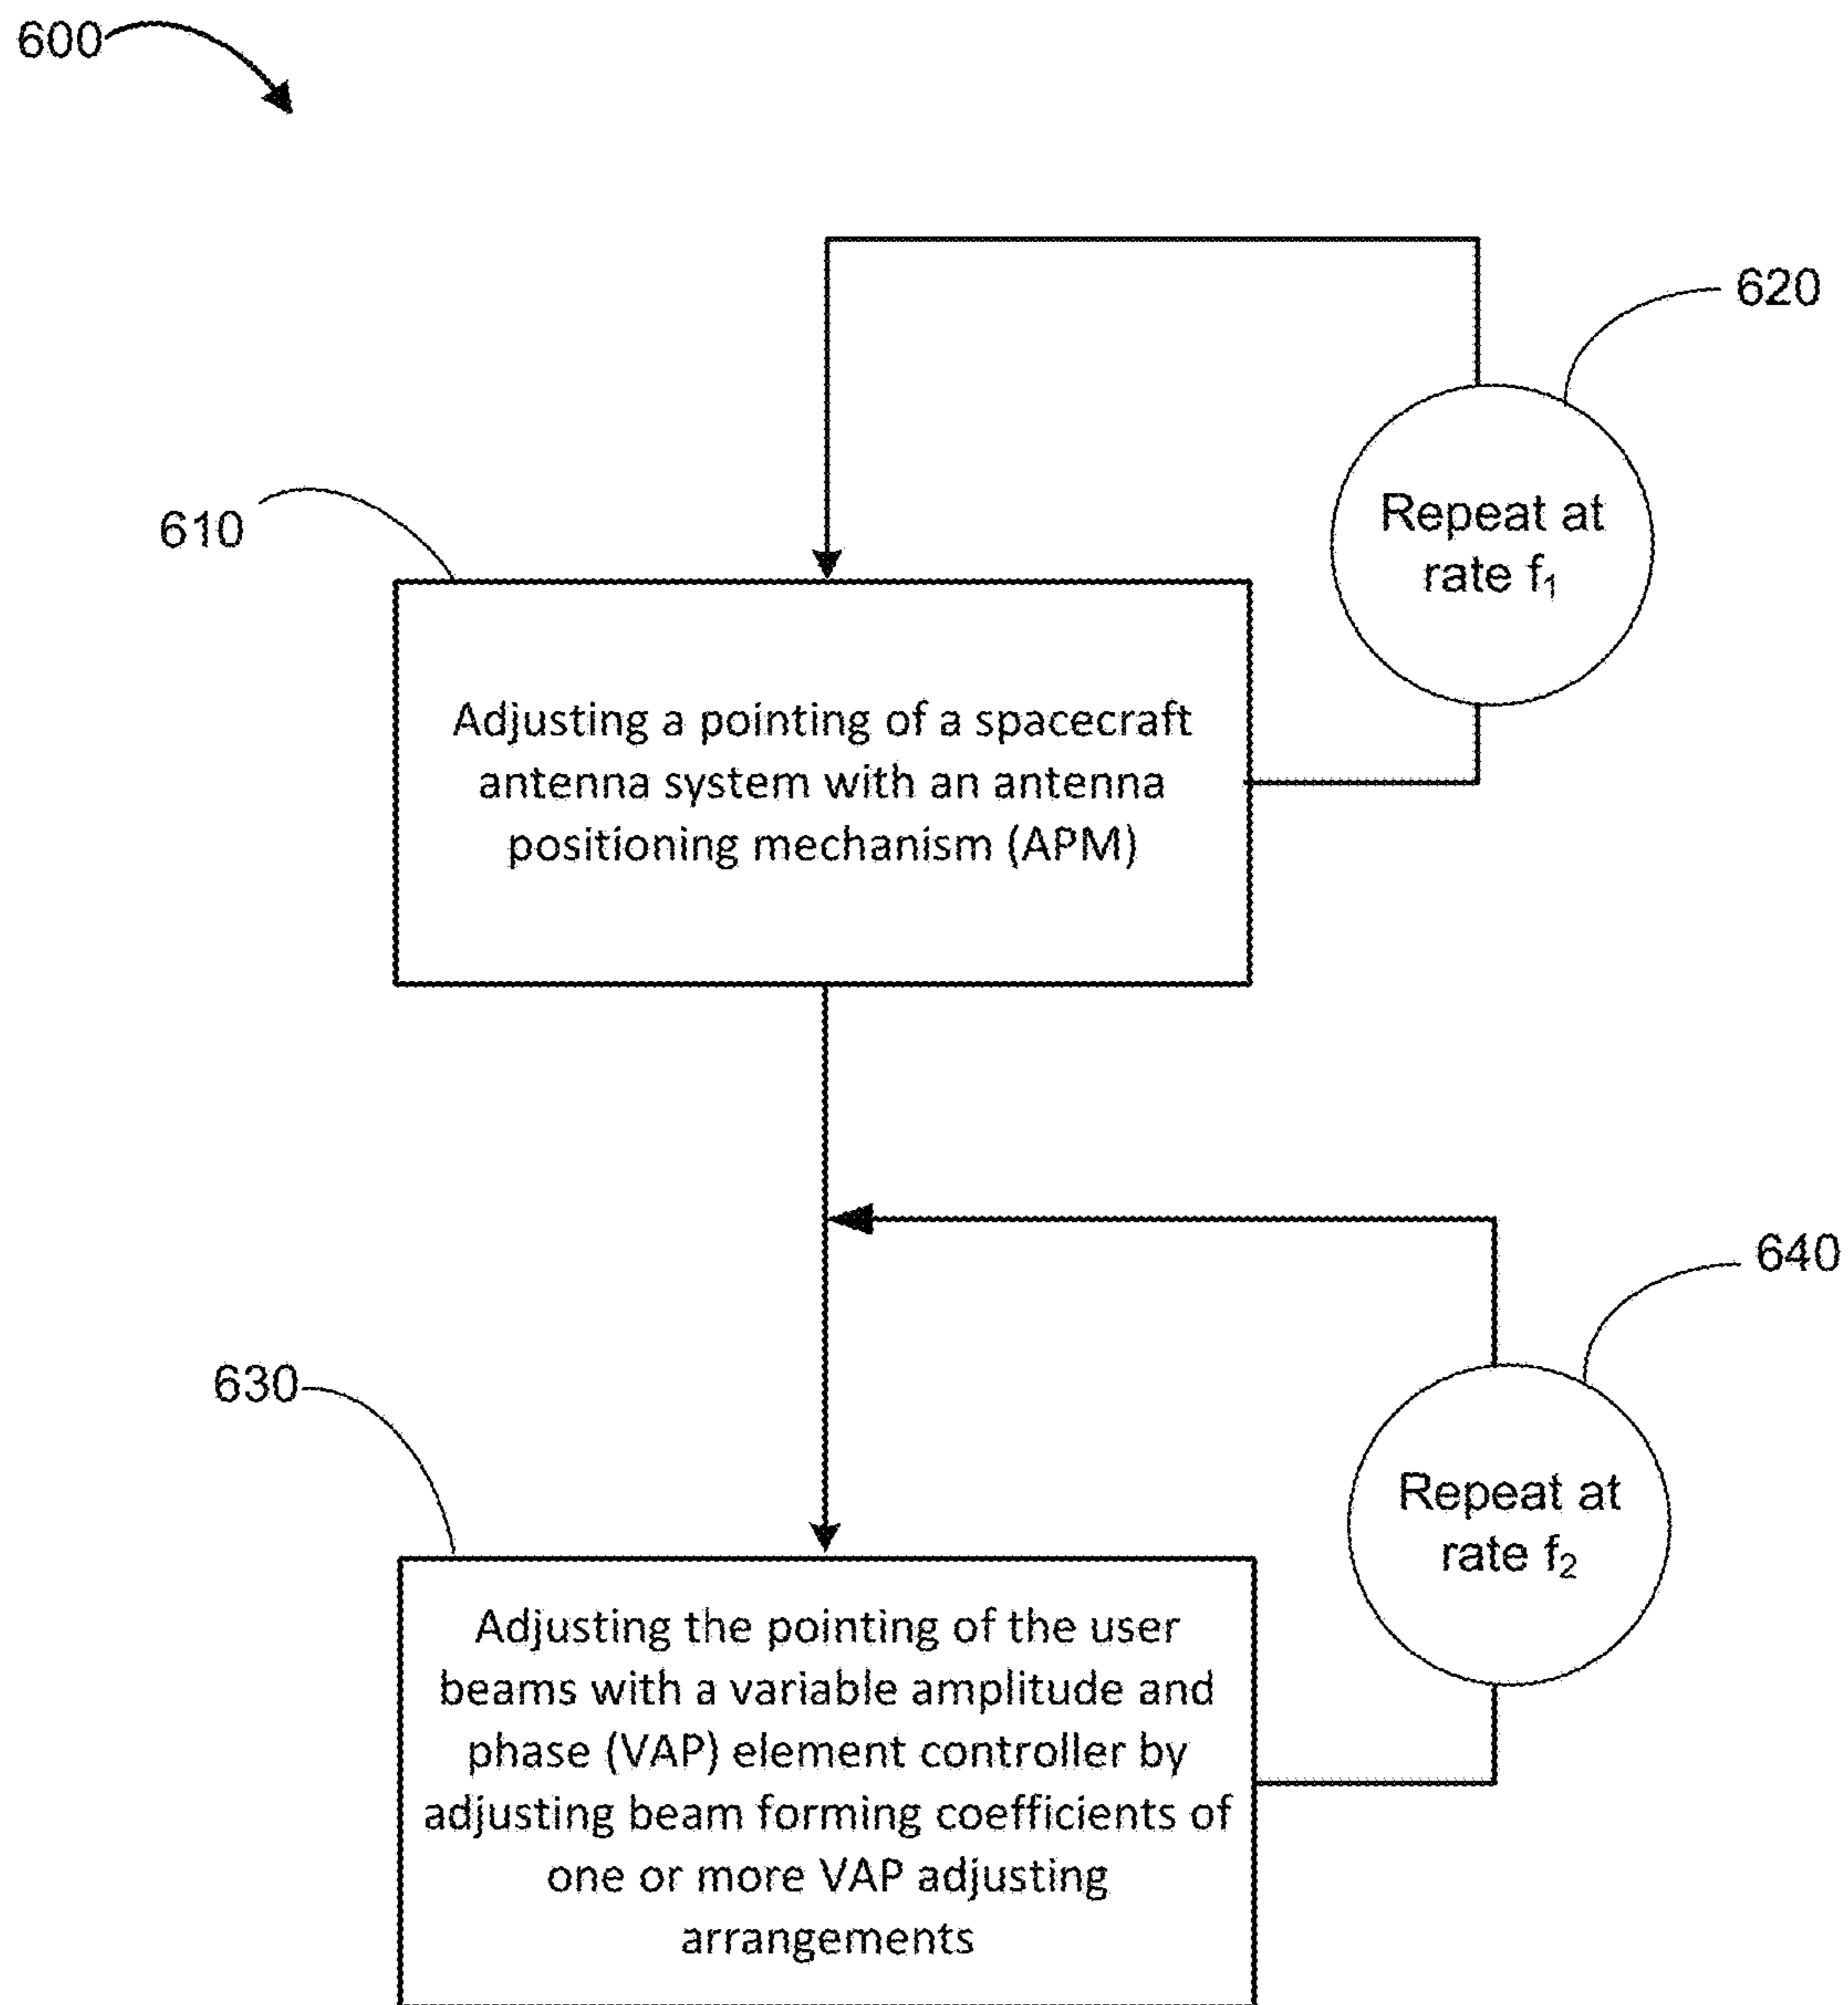 600
620
Repeat at
rate f₁
610
Adjusting a pointing of a spacecraft
antenna system with an antenna
positioning mechanism (APM)
640
630
Repeat at
rate f₂
Adjusting the pointing of the user
beams with a variable amplitude and
phase (VAP) element controller by
adjusting beam forming coefficients of
one or more VAP adjusting
arrangements